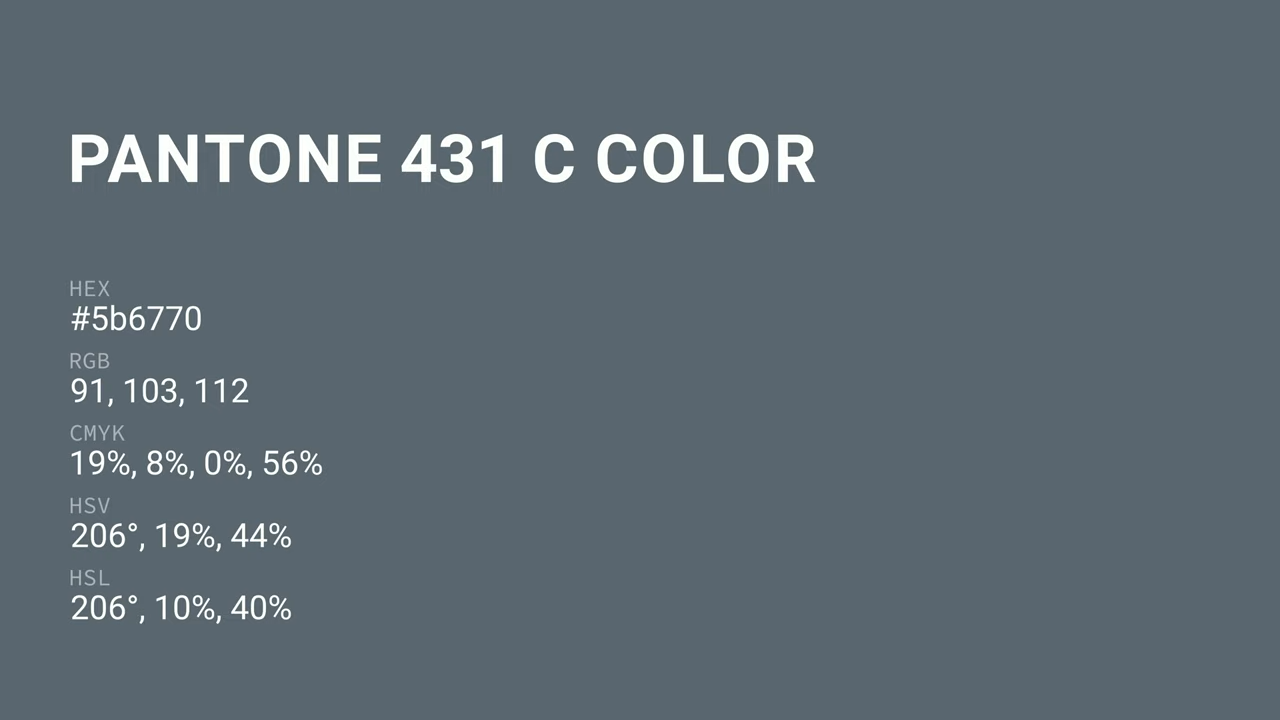 PANTONE 431 C COLOR
HEX
#5b6770
RGB
91, 103, 112
CMYK
19%, 8%, 0%, 56%
HSV
206°, 19%, 44%
HSL
206°, 10%, 40%